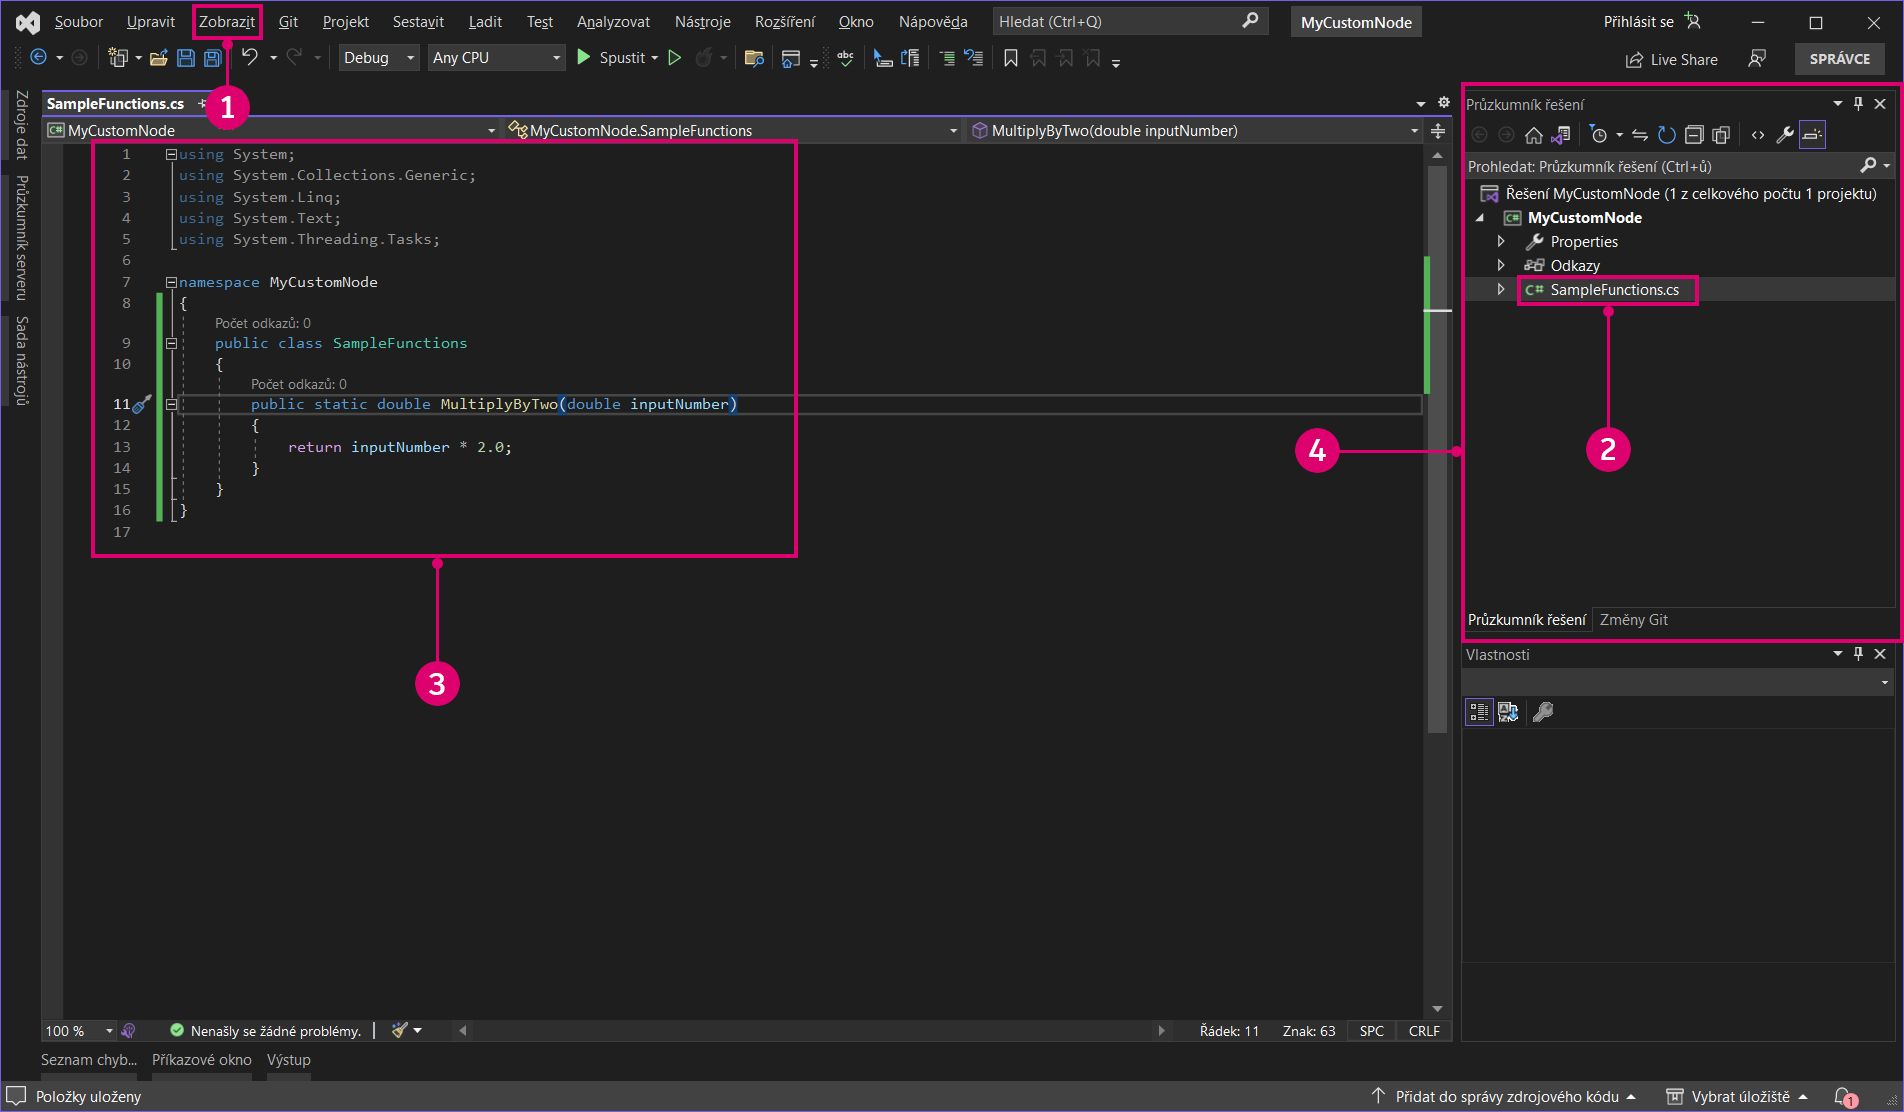 Soubor Upravit Zobrazit Git Projekt Sestavit Ladit Test Analyzovat Nástroje Rozšíření Okno Nápověda Hledat (Ctrl+Q) MyCustomNode Přihlásit se
Debug Any CPU Spustit Live Share SPRÁVCE
1
Zdroje dat
Průzkumník serveru
Sada nástrojů
SampleFunctions.cs
MyCustomNode MyCustomNode.SampleFunctions MultiplyByTwo(double inputNumber)
1 using System;
2 using System.Collections.Generic;
3 using System.Linq;
4 using System.Text;
5 using System.Threading.Tasks;
6
7 namespace MyCustomNode
8 {
Počet odkazů: 0
9 public class SampleFunctions
10 {
Počet odkazů: 0
11 public static double MultiplyByTwo(double inputNumber)
12 {
13 return inputNumber * 2.0;
14 }
15 }
16 }
17
3
4
Průzkumník řešení
Prohledat: Průzkumník řešení (Ctrl+ů)
Řešení MyCustomNode (1 z celkového počtu 1 projektu)
C# MyCustomNode
Properties
Odkazy
C# SampleFunctions.cs
2
Průzkumník řešení Změny Git
Vlastnosti
100 % Nenašly se žádné problémy. Řádek: 11 Znak: 63 SPC CRLF
Seznam chyb... Příkazové okno Výstup
Položky uloženy Přidat do správy zdrojového kódu Vybrat úložiště 1